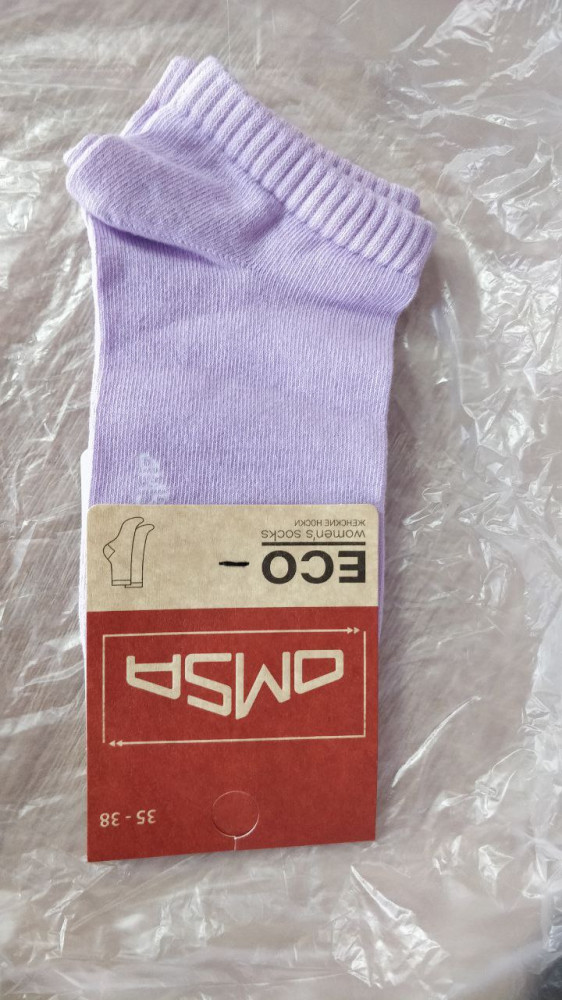 35 - 38
OMSA
ECO
women's socks
ЖЕНСКИЕ НОСКИ